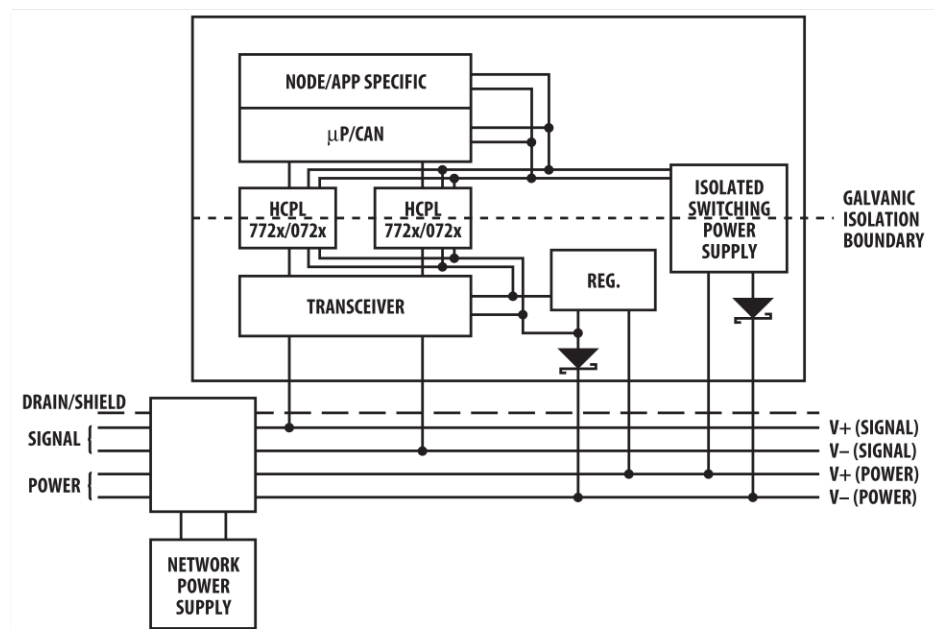 NODE/APP SPECIFIC
µP/CAN
HCPL
772x/072x
HCPL
772x/072x
ISOLATED
SWITCHING
POWER
SUPPLY
GALVANIC
ISOLATION
BOUNDARY
REG.
TRANSCEIVER
DRAIN/SHIELD
SIGNAL
POWER
V+ (SIGNAL)
V– (SIGNAL)
V+ (POWER)
V– (POWER)
NETWORK
POWER
SUPPLY